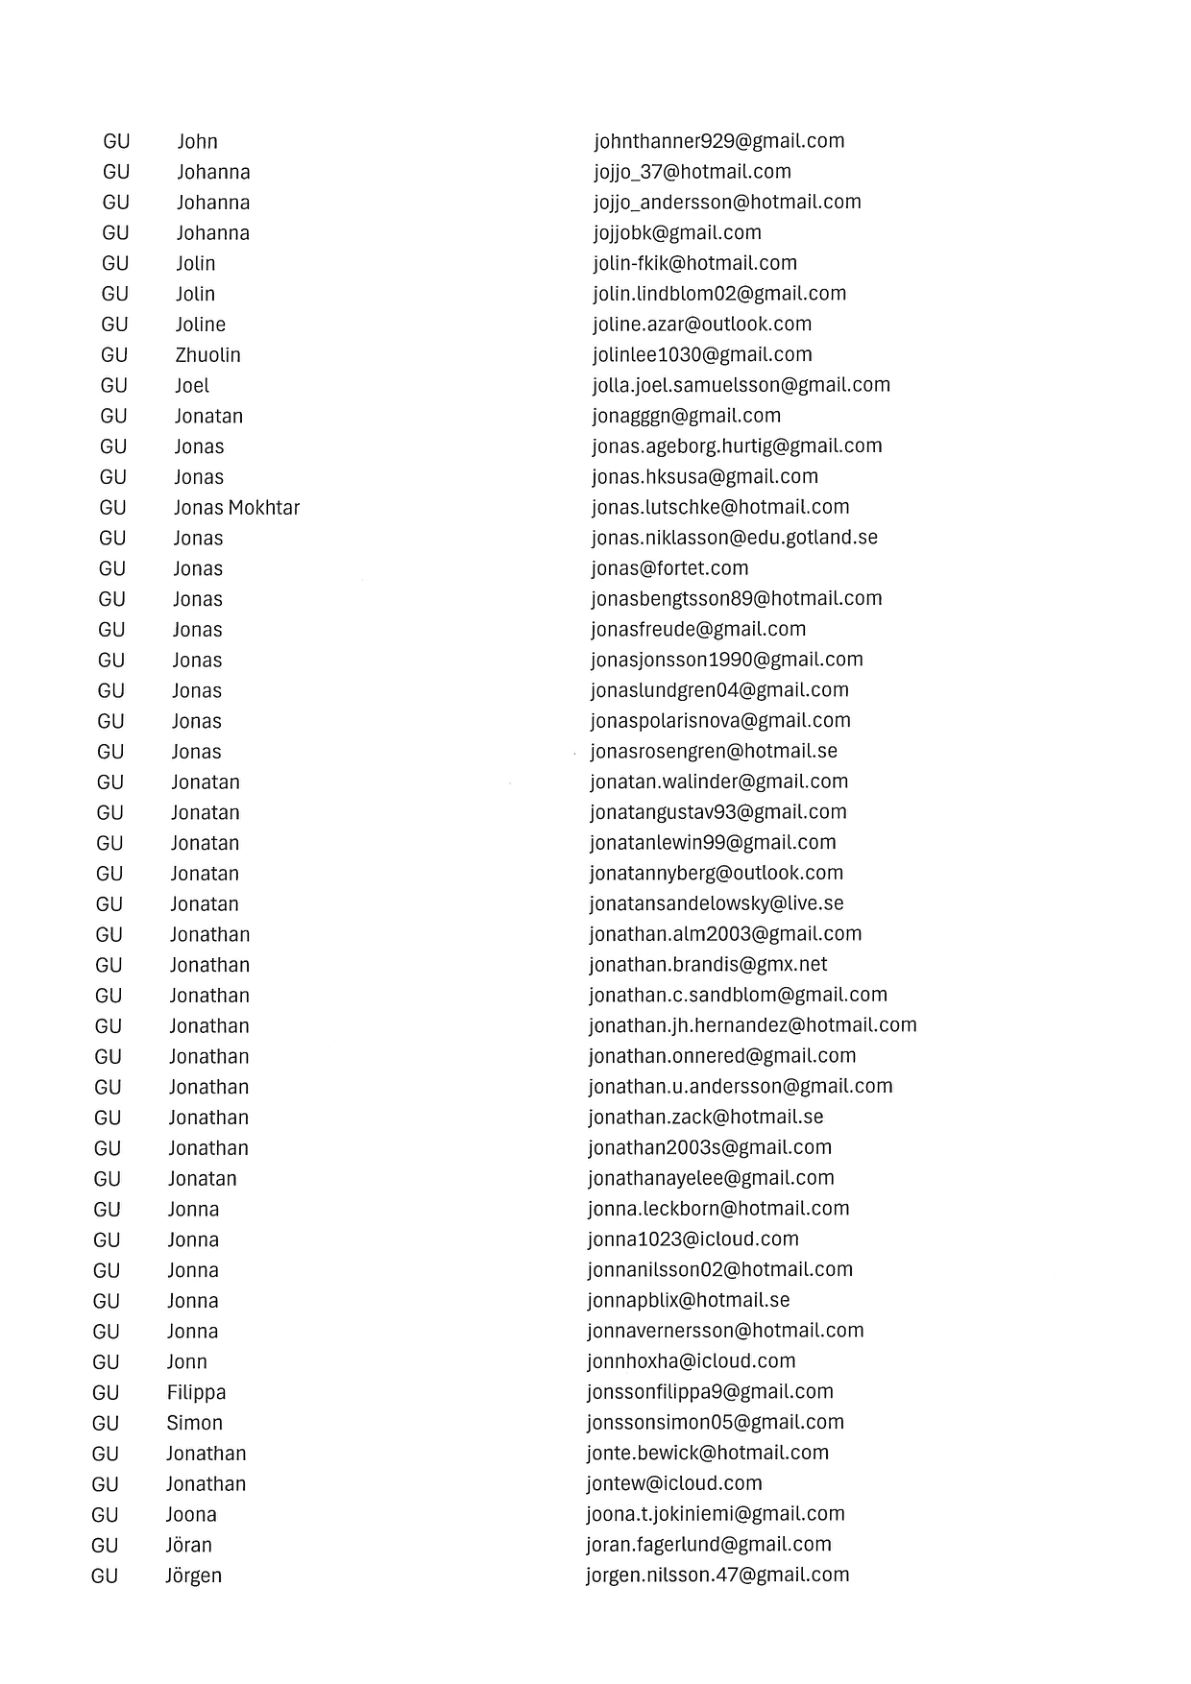 GU John johnthanner929@gmail.com
GU Johanna jojjo_37@hotmail.com
GU Johanna jojjo_andersson@hotmail.com
GU Johanna jojjobk@gmail.com
GU Jolin jolin-fkik@hotmail.com
GU Jolin jolin.lindblom02@gmail.com
GU Joline joline.azar@outlook.com
GU Zhuolin jolinlee1030@gmail.com
GU Joel jolla.joel.samuelsson@gmail.com
GU Jonatan jonagggn@gmail.com
GU Jonas jonas.ageborg.hurtig@gmail.com
GU Jonas jonas.hksusa@gmail.com
GU Jonas Mokhtar jonas.lutschke@hotmail.com
GU Jonas jonas.niklasson@edu.gotland.se
GU Jonas jonas@fortet.com
GU Jonas jonasbengtsson89@hotmail.com
GU Jonas jonasfreude@gmail.com
GU Jonas jonasjonsson1990@gmail.com
GU Jonas jonaslundgren04@gmail.com
GU Jonas jonaspolarisnova@gmail.com
GU Jonas jonasrosengren@hotmail.se
GU Jonatan jonatan.walinder@gmail.com
GU Jonatan jonatangustav93@gmail.com
GU Jonatan jonatanlewin99@gmail.com
GU Jonatan jonatannyberg@outlook.com
GU Jonatan jonatansandelowsky@live.se
GU Jonathan jonathan.alm2003@gmail.com
GU Jonathan jonathan.brandis@gmx.net
GU Jonathan jonathan.c.sandblom@gmail.com
GU Jonathan jonathan.jh.hernandez@hotmail.com
GU Jonathan jonathan.onnered@gmail.com
GU Jonathan jonathan.u.andersson@gmail.com
GU Jonathan jonathan.zack@hotmail.se
GU Jonathan jonathan2003s@gmail.com
GU Jonatan jonathanayelee@gmail.com
GU Jonna jonna.leckborn@hotmail.com
GU Jonna jonna1023@icloud.com
GU Jonna jonnanilsson02@hotmail.com
GU Jonna jonnapblix@hotmail.se
GU Jonna jonnavernersson@hotmail.com
GU Jonn jonnhoxha@icloud.com
GU Filippa jonssonfilippa9@gmail.com
GU Simon jonssonsimon05@gmail.com
GU Jonathan jonte.bewick@hotmail.com
GU Jonathan jontew@icloud.com
GU Joona joona.t.jokiniemi@gmail.com
GU Jöran joran.fagerlund@gmail.com
GU Jörgen jorgen.nilsson.47@gmail.com